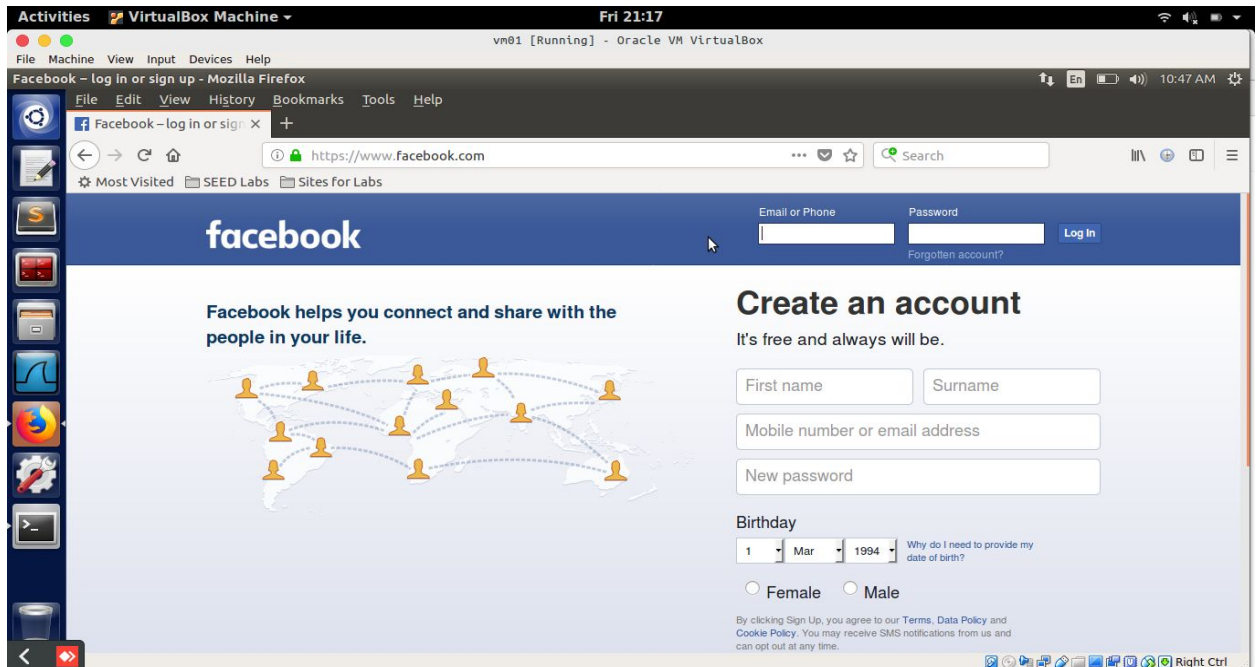 Activities VirtualBox Machine Fri 21:17
vm01 [Running] - Oracle VM VirtualBox
File Machine View Input Devices Help
Facebook – log in or sign up - Mozilla Firefox En 10:47 AM
File Edit View History Bookmarks Tools Help
Facebook – log in or sign
https://www.facebook.com Search
Most Visited SEED Labs Sites for Labs
Email or Phone Password
facebook Log In
Forgotten account?
Facebook helps you connect and share with the
people in your life.
Create an account
It's free and always will be.
First name Surname
Mobile number or email address
New password
Birthday
1 Mar 1994 Why do I need to provide my
date of birth?
Female Male
By clicking Sign Up, you agree to our Terms, Data Policy and
Cookie Policy. You may receive SMS notifications from us and
can opt out at any time.
Right Ctrl